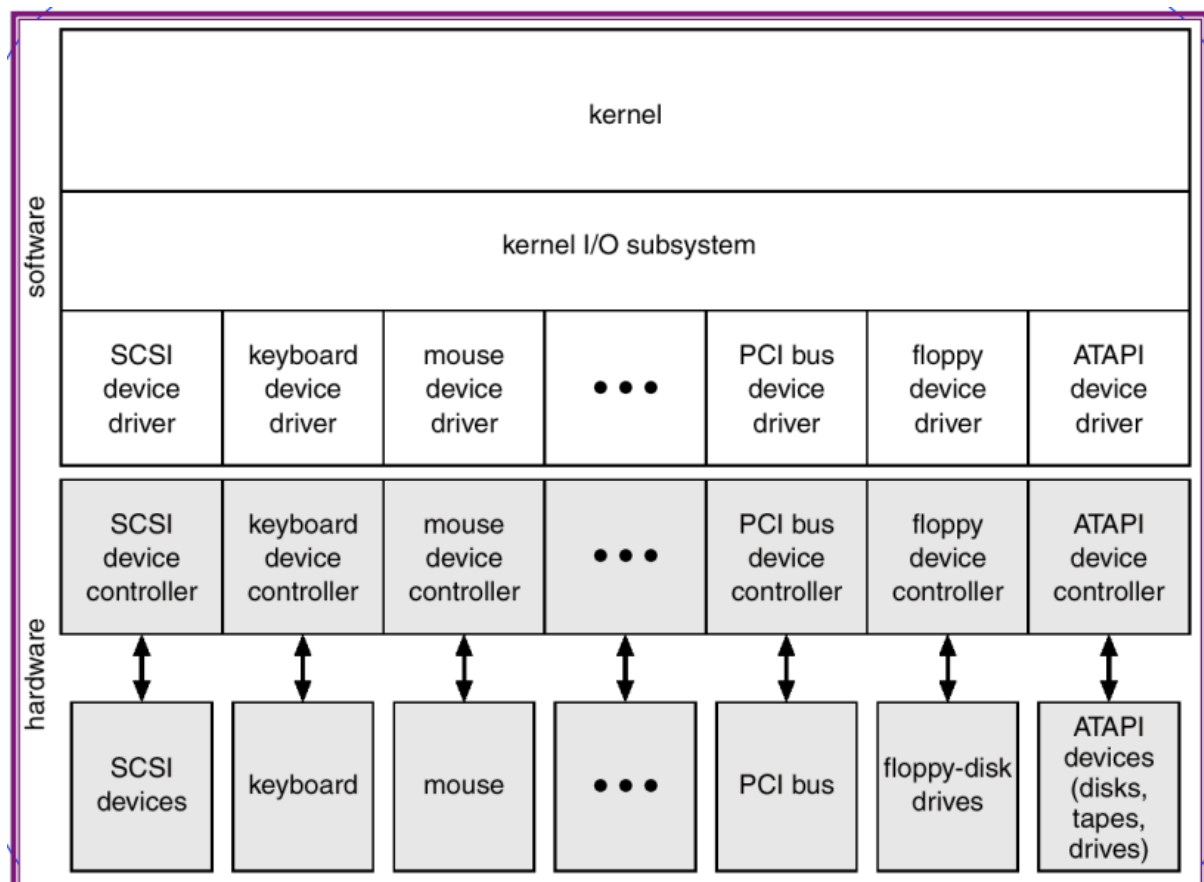 kernel
kernel I/O subsystem
software
SCSI
device
driver
keyboard
device
driver
mouse
device
driver
•••
PCI bus
device
driver
floppy
device
driver
ATAPI
device
driver
hardware
SCSI
device
controller
keyboard
device
controller
mouse
device
controller
•••
PCI bus
device
controller
floppy
device
controller
ATAPI
device
controller
SCSI
devices
keyboard
mouse
•••
PCI bus
floppy-disk
drives
ATAPI
devices
(disks,
tapes,
drives)